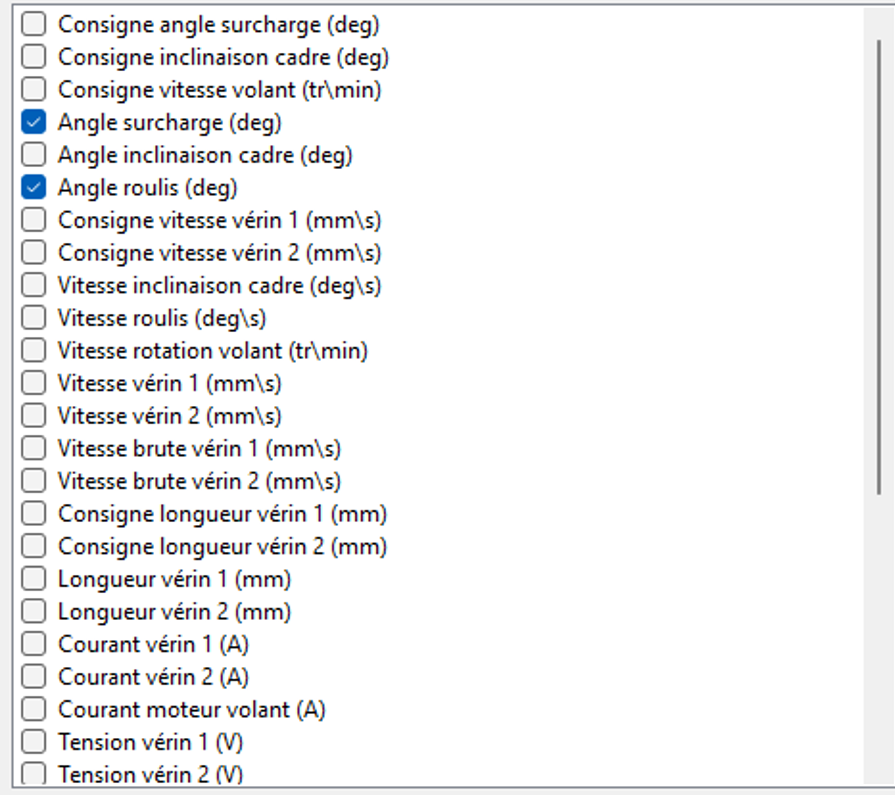 Consigne angle surcharge (deg)
Consigne inclinaison cadre (deg)
Consigne vitesse volant (tr\min)
Angle surcharge (deg)
Angle inclinaison cadre (deg)
Angle roulis (deg)
Consigne vitesse vérin 1 (mm\s)
Consigne vitesse vérin 2 (mm\s)
Vitesse inclinaison cadre (deg\s)
Vitesse roulis (deg\s)
Vitesse rotation volant (tr\min)
Vitesse vérin 1 (mm\s)
Vitesse vérin 2 (mm\s)
Vitesse brute vérin 1 (mm\s)
Vitesse brute vérin 2 (mm\s)
Consigne longueur vérin 1 (mm)
Consigne longueur vérin 2 (mm)
Longueur vérin 1 (mm)
Longueur vérin 2 (mm)
Courant vérin 1 (A)
Courant vérin 2 (A)
Courant moteur volant (A)
Tension vérin 1 (V)
Tension vérin 2 (V)